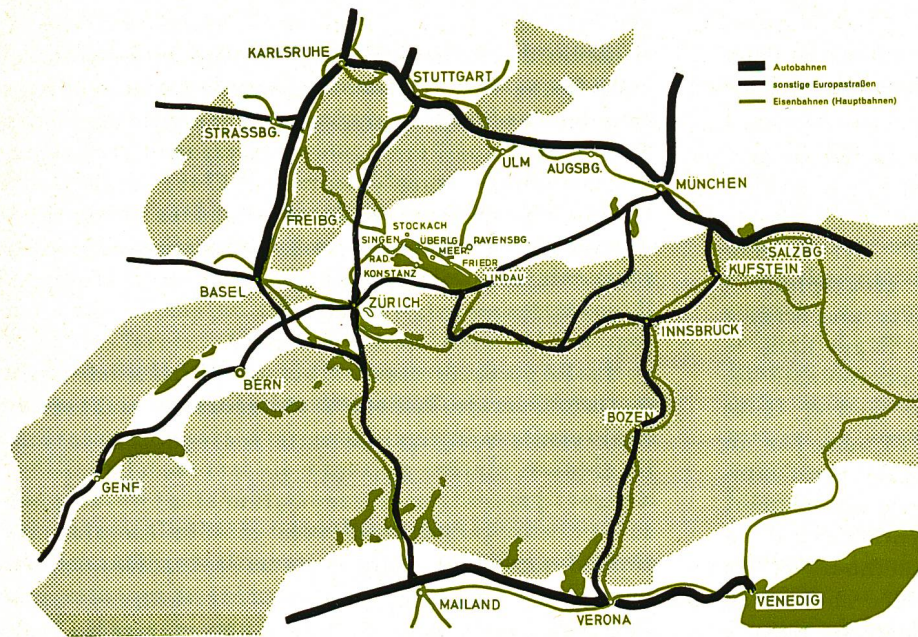 KARLSRUHE
STUTTGART
Autobahnen
sonstige Europastraßen
Eisenbahnen (Hauptbahnen)
STRASSBG.
ULM
AUGSBG.
MÜNCHEN
FREIBG.
STOCKACH
SINGEN
ÜBERLG.
RAVENSBG.
MEER.
RAD.
FRIEDR.
KONSTANZ
LINDAU
SALZBG.
KUFSTEIN
BASEL
ZÜRICH
INNSBRUCK
BERN
BOZEN
GENF
MAILAND
VERONA
VENEDIG